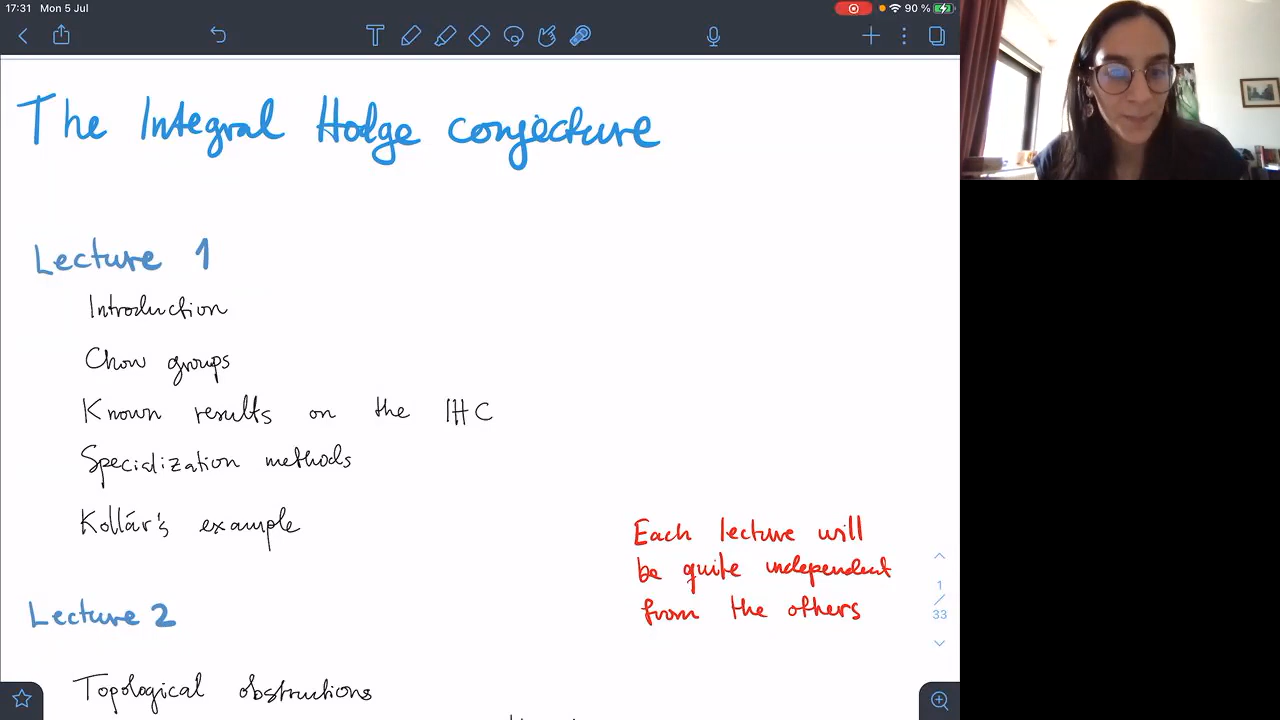 17:31 Mon 5 Jul
90 %
The Integral Hodge conjecture
Lecture 1
Introduction
Chow groups
Known results on the IHC
Specialization methods
Kollár's example
Each lecture will
be quite independent
from the others
1
/
33
Lecture 2
Topological obstructions